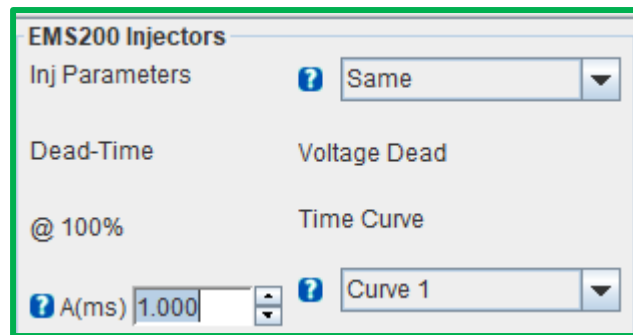 EMS200 Injectors
Inj Parameters ? Same
Dead-Time Voltage Dead
@ 100% Time Curve
? A(ms) 1.000 ? Curve 1